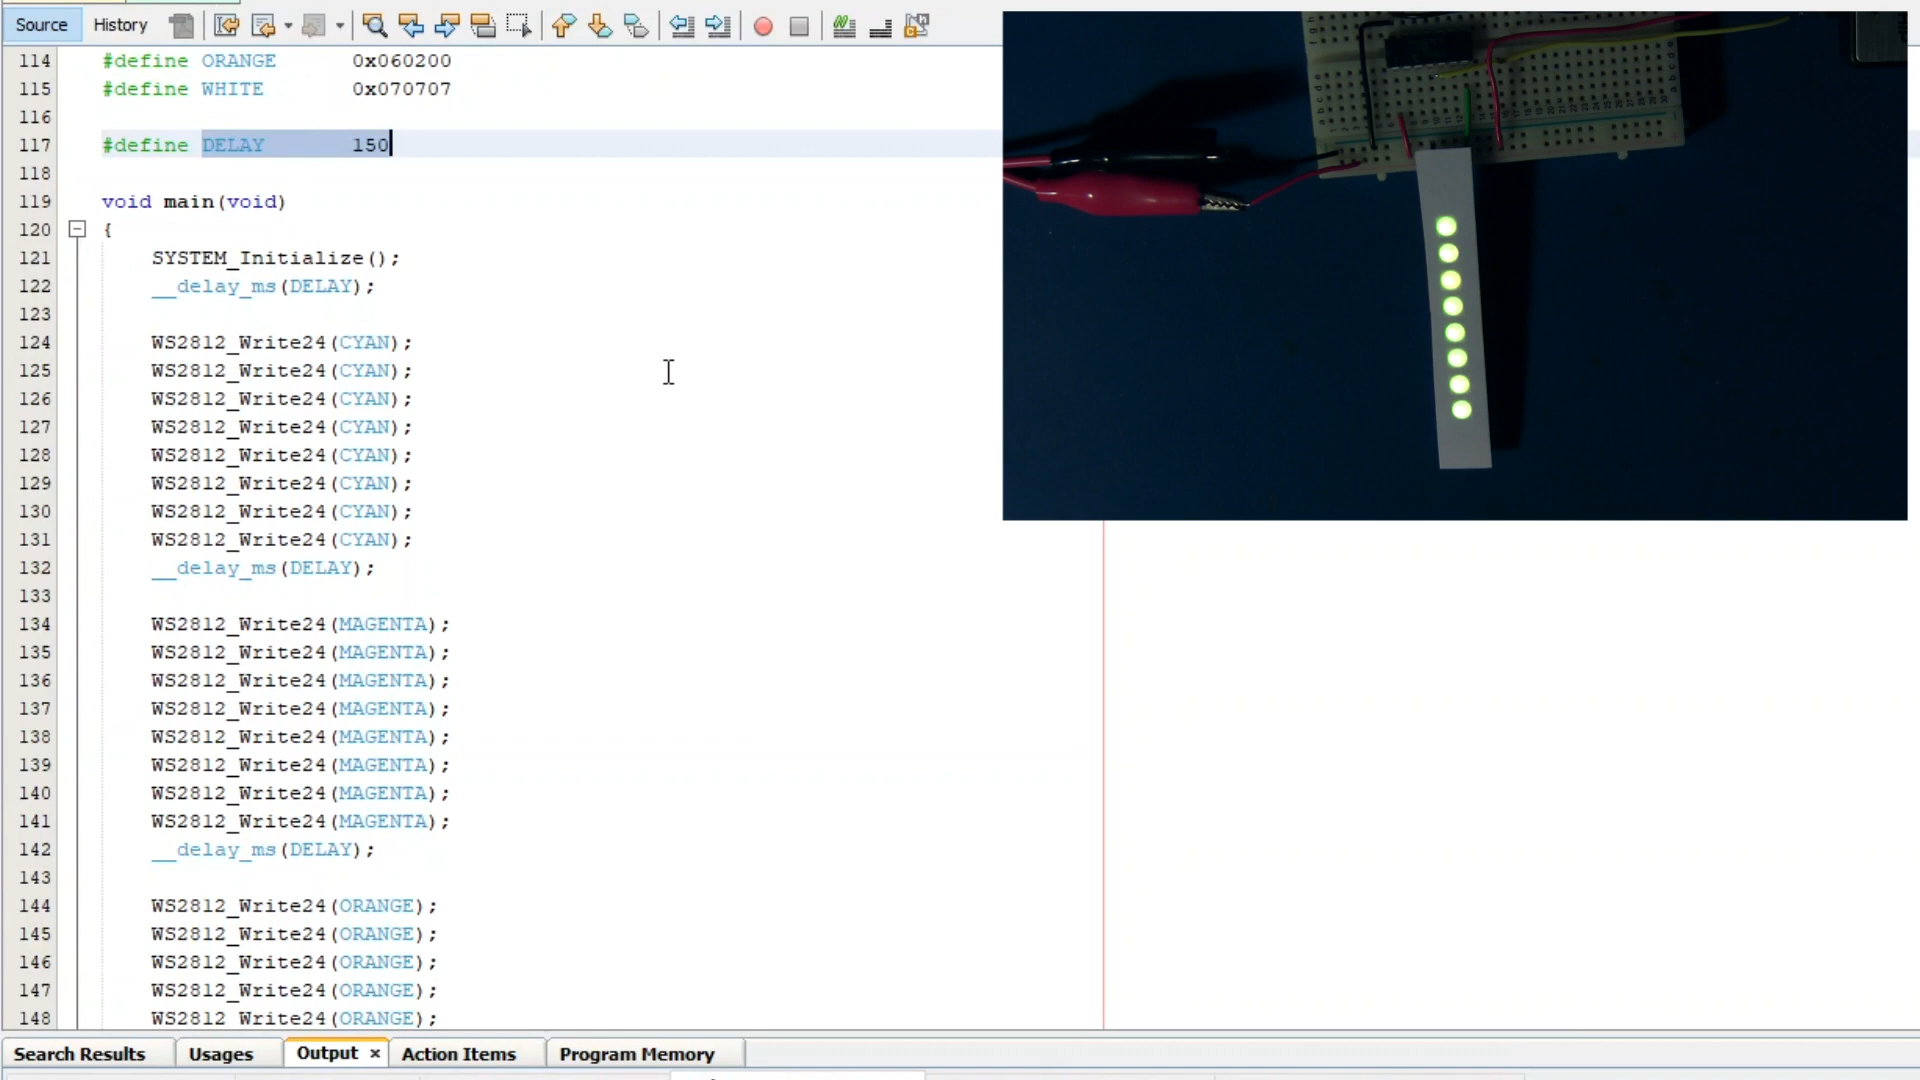 Source History
114 #define ORANGE 0x060200
115 #define WHITE 0x070707
116
117 #define DELAY 150
118
119 void main(void)
120 {
121 SYSTEM_Initialize();
122 __delay_ms(DELAY);
123
124 WS2812_Write24(CYAN);
125 WS2812_Write24(CYAN);
126 WS2812_Write24(CYAN);
127 WS2812_Write24(CYAN);
128 WS2812_Write24(CYAN);
129 WS2812_Write24(CYAN);
130 WS2812_Write24(CYAN);
131 WS2812_Write24(CYAN);
132 __delay_ms(DELAY);
133
134 WS2812_Write24(MAGENTA);
135 WS2812_Write24(MAGENTA);
136 WS2812_Write24(MAGENTA);
137 WS2812_Write24(MAGENTA);
138 WS2812_Write24(MAGENTA);
139 WS2812_Write24(MAGENTA);
140 WS2812_Write24(MAGENTA);
141 WS2812_Write24(MAGENTA);
142 __delay_ms(DELAY);
143
144 WS2812_Write24(ORANGE);
145 WS2812_Write24(ORANGE);
146 WS2812_Write24(ORANGE);
147 WS2812_Write24(ORANGE);
148 WS2812_Write24(ORANGE);
Search Results Usages Output × Action Items Program Memory